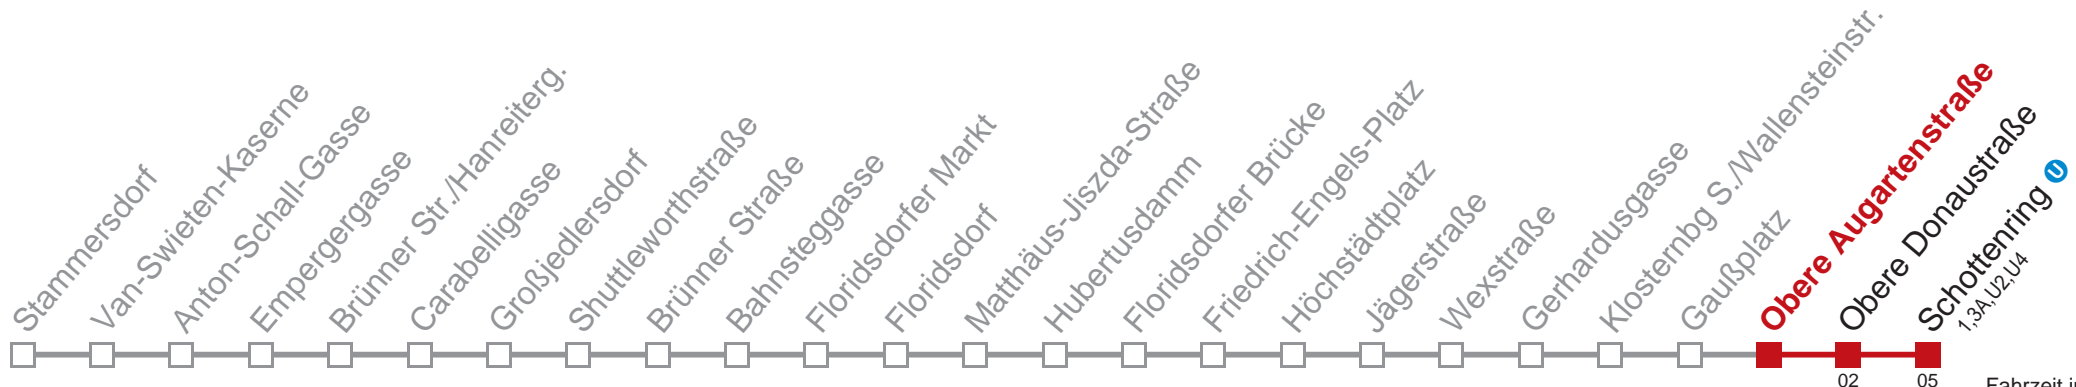 Stammersdorf
Van-Swieten-Kaserne
Anton-Schall-Gasse
Empergergasse
Brünner Str./Hanreiterg.
Carabelligasse
Großjedlersdorf
Shuttleworthstraße
Brünner Straße
Bahnsteggasse
Floridsdorfer Markt
Floridsdorf
Matthäus-Jiszda-Straße
Hubertusdamm
Floridsdorfer Brücke
Friedrich-Engels-Platz
Höchstädtplatz
Jägerstraße
Wexstraße
Gerhardusgasse
Klosternbg S./Wallensteinstr.
Gaußplatz
Obere Augartenstraße
Obere Donaustraße
Schottenring U
1,3A,U2,U4
02
05
Fahrzeit